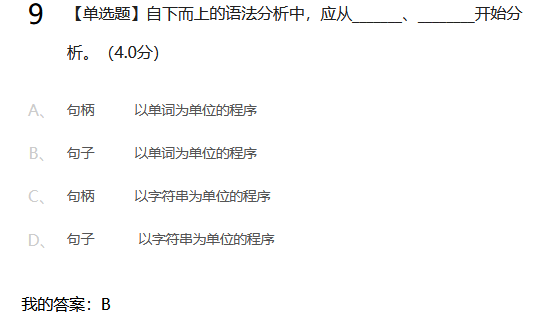 9 【单选题】自下而上的语法分析中，应从______、_______开始分
析。（4.0分）
A、 句柄 以单词为单位的程序
B、 句子 以单词为单位的程序
C、 句柄 以字符串为单位的程序
D、 句子 以字符串为单位的程序
我的答案：B